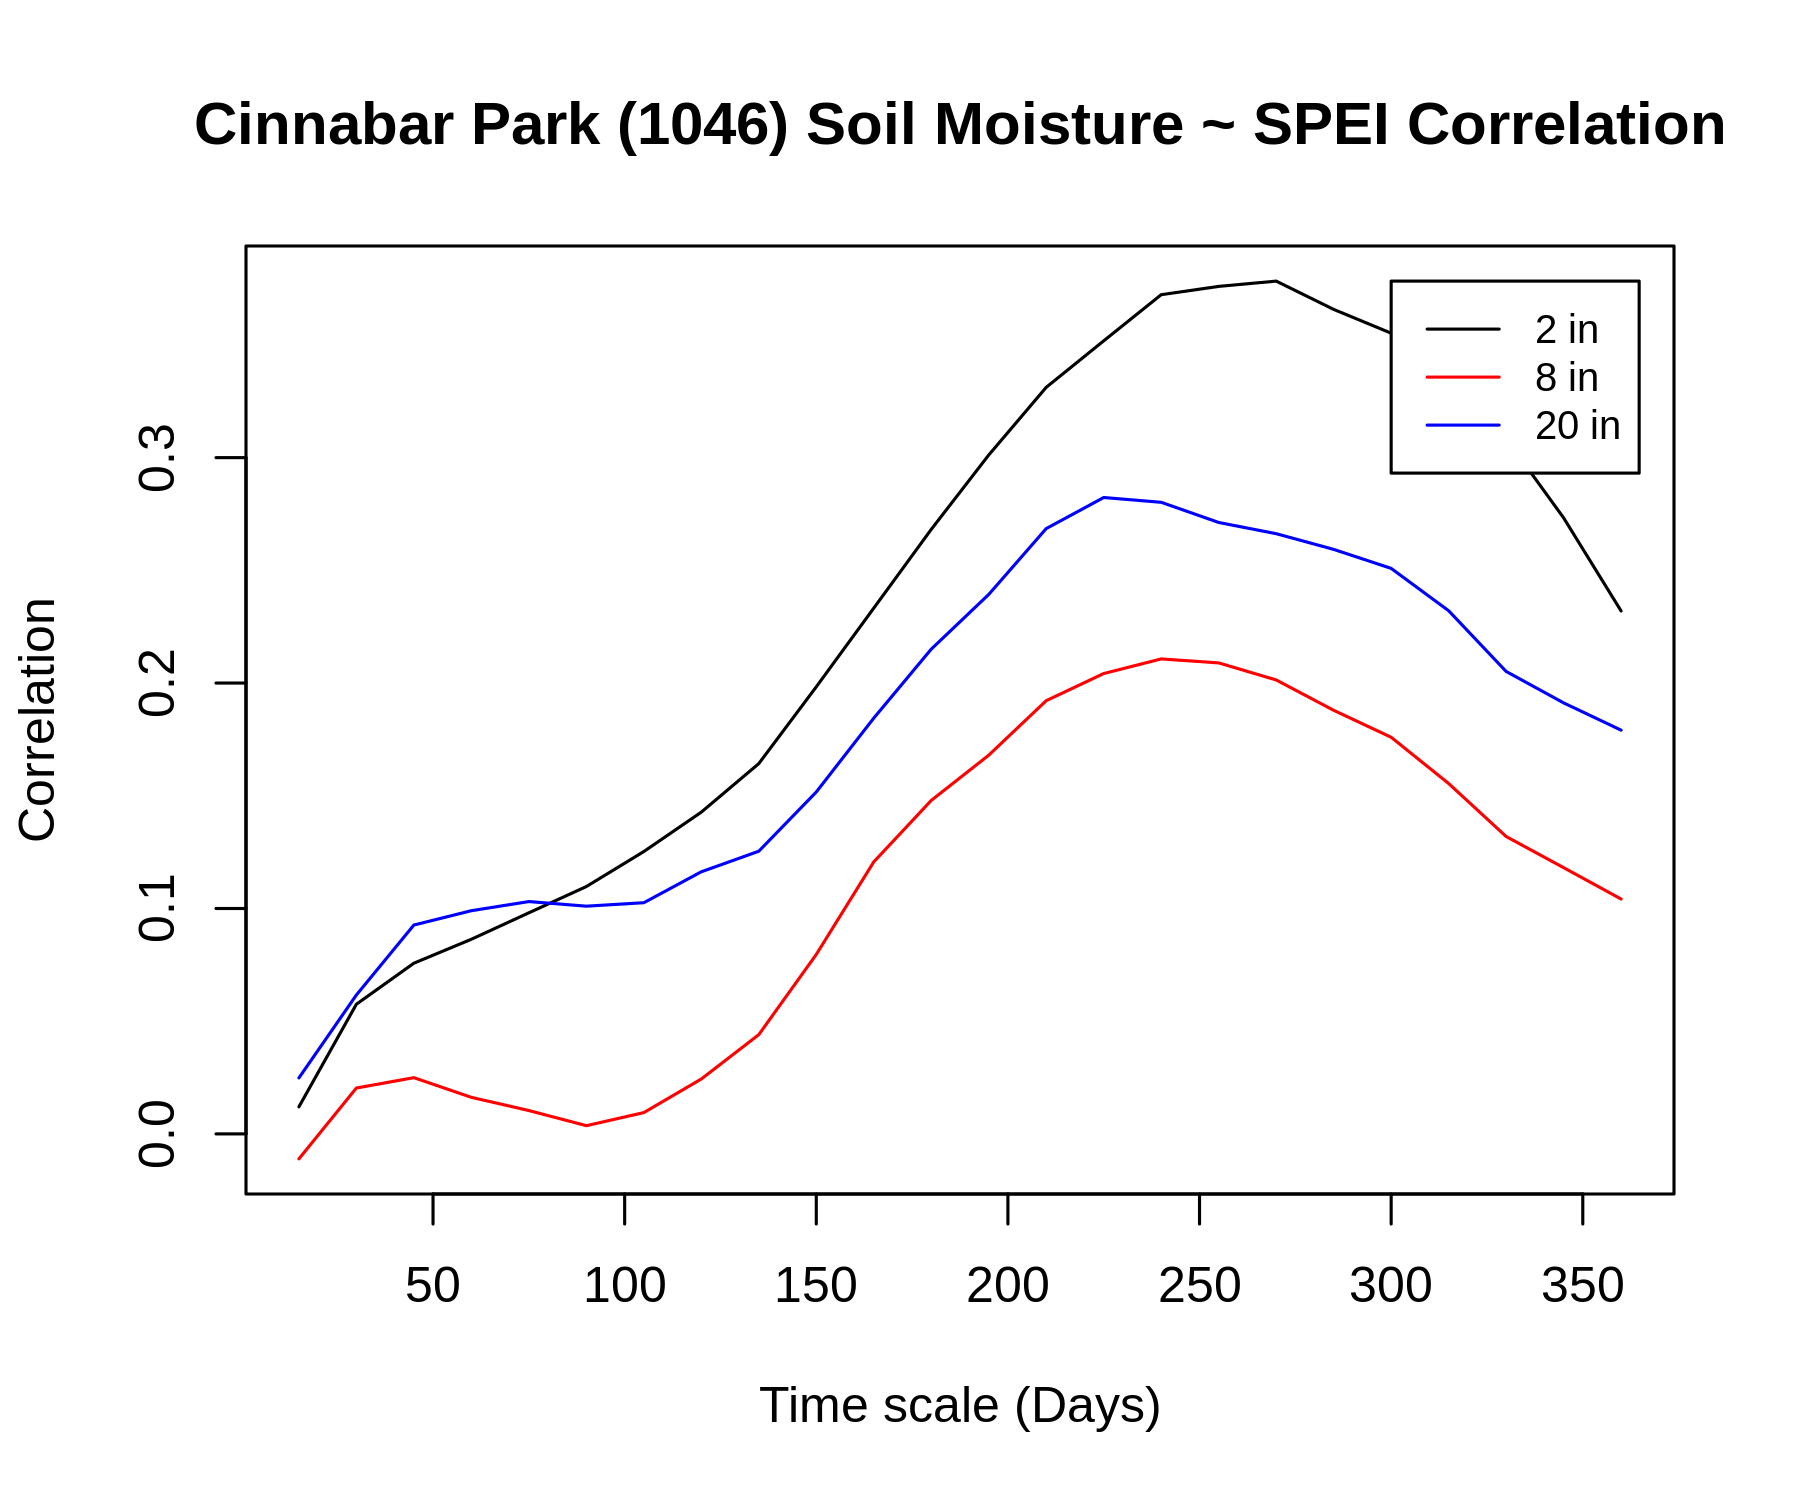 Cinnabar Park (1046) Soil Moisture ~ SPEI Correlation
2 in
8 in
20 in
Correlation
0.3
0.2
0.1
0.0
50 100 150 200 250 300 350
Time scale (Days)